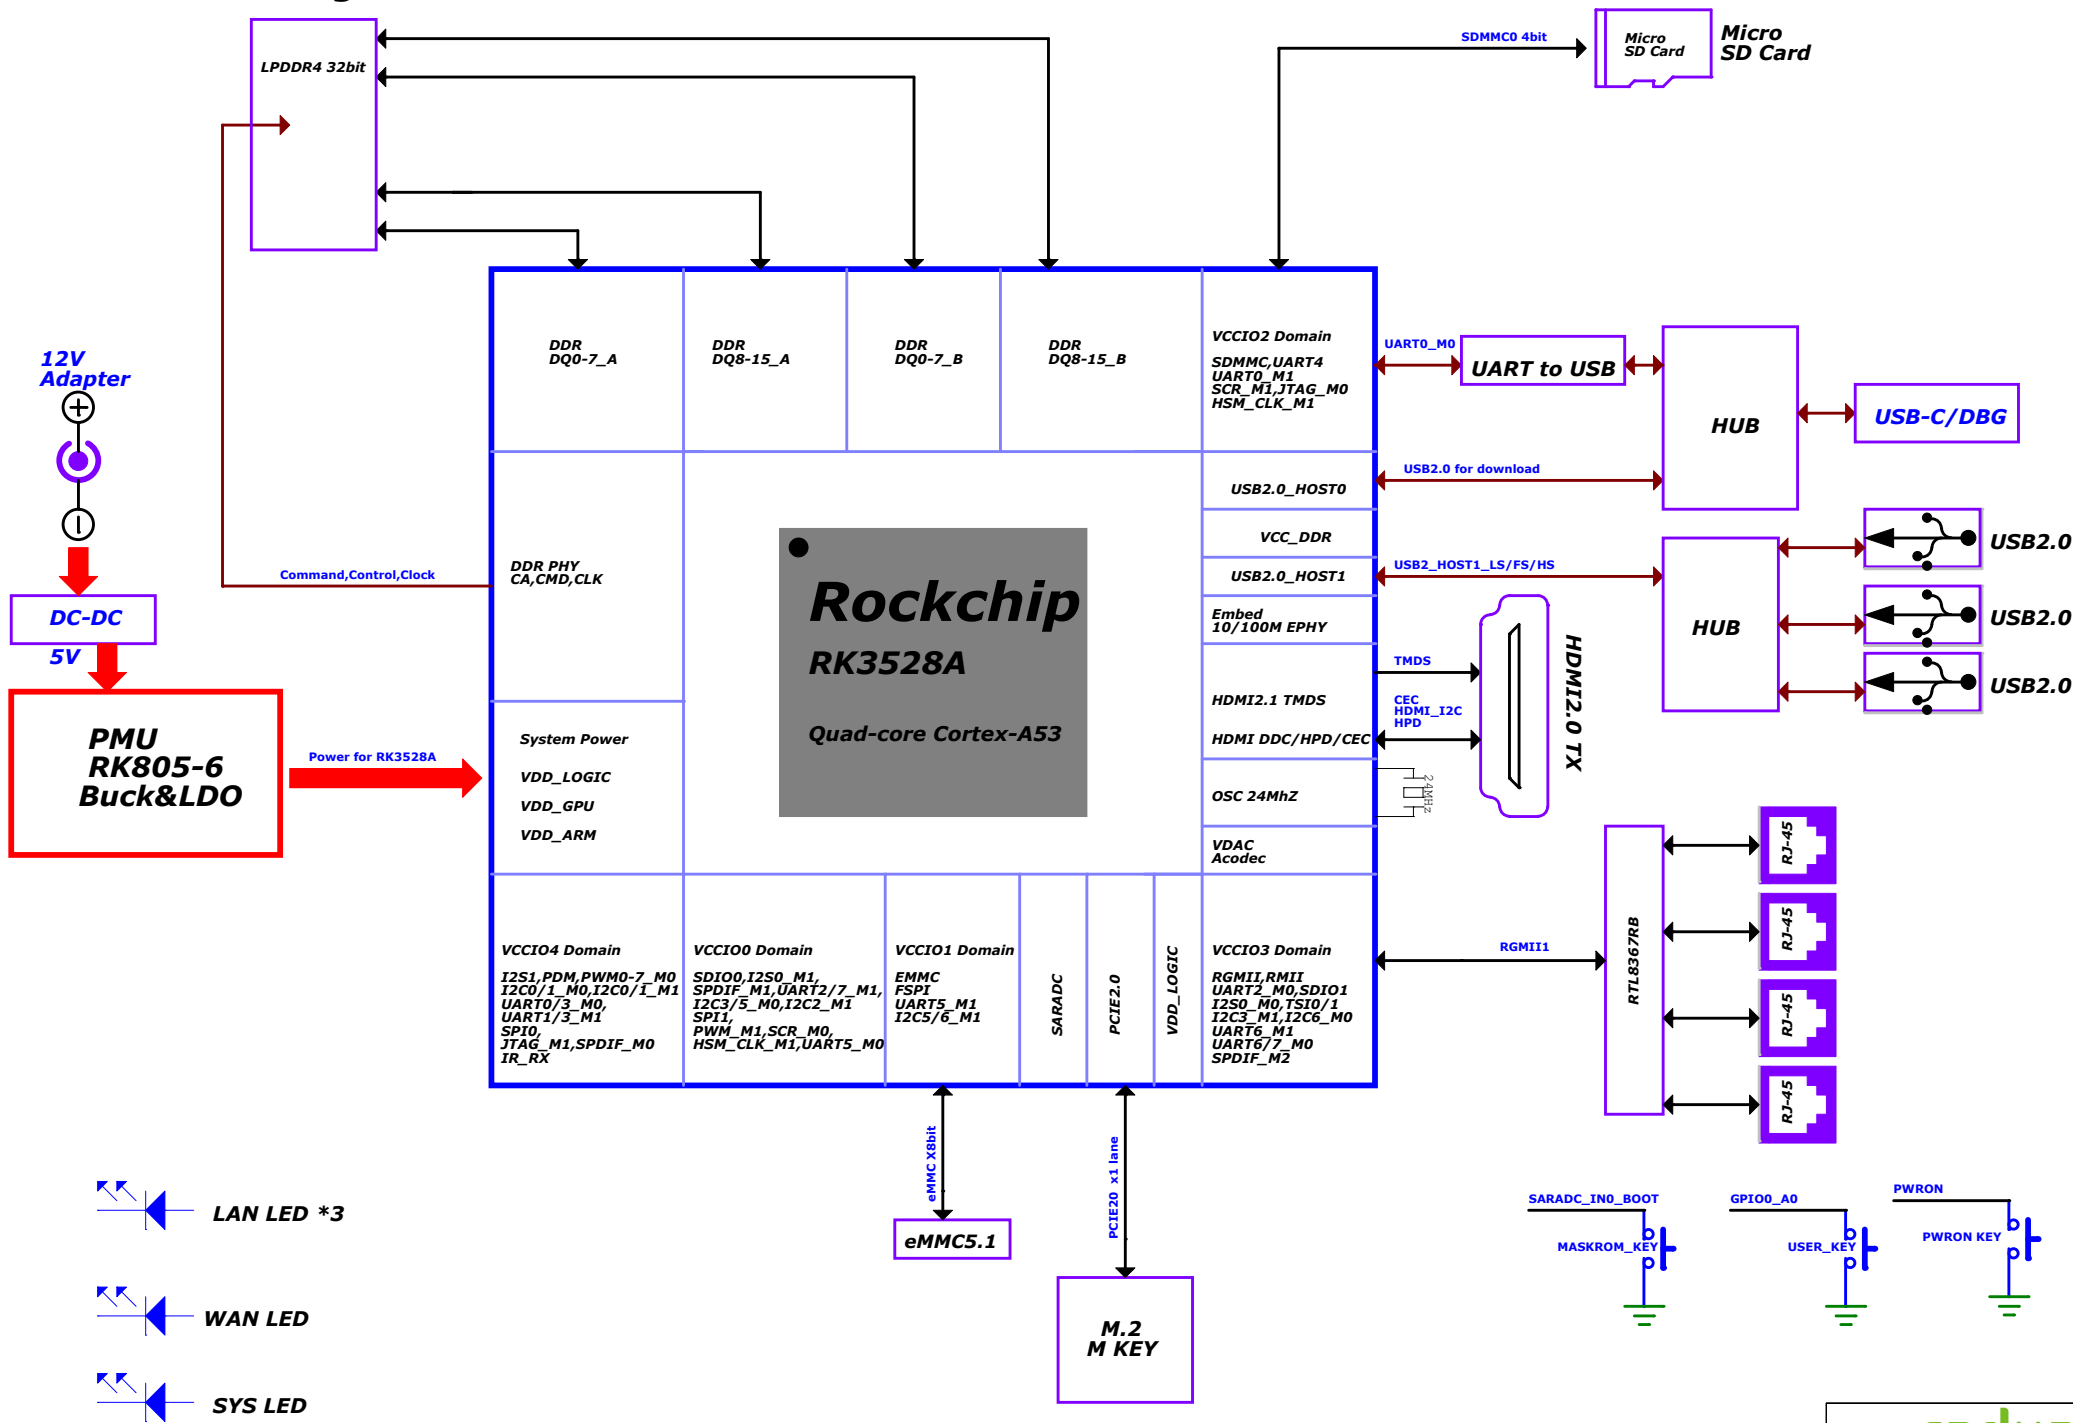 LPDDR4 32bit
SDMMC0 4bit
Micro
SD Card
Micro
SD Card
12V
Adapter
DC-DC
5V
PMU
RK805-6
Buck&LDO
Command,Control,Clock
Power for RK3528A
DDR
DQ0-7_A
DDR
DQ8-15_A
DDR
DQ0-7_B
DDR
DQ8-15_B
VCCIO2 Domain
SDMMC,UART4
UART0_M1
SCR_M1,JTAG_M0
HSM_CLK_M1
DDR PHY
CA,CMD,CLK
System Power
VDD_LOGIC
VDD_GPU
VDD_ARM
Rockchip
RK3528A
Quad-core Cortex-A53
USB2.0_HOST0
VCC_DDR
USB2.0_HOST1
Embed
10/100M EPHY
HDMI2.1 TMDS
HDMI DDC/HPD/CEC
OSC 24MhZ
VDAC
Acodec
VCCIO4 Domain
I2S1,PDM,PWM0-7_M0
I2C0/1_M0,I2C0/1_M1
UART0/3_M0,
UART1/3_M1
SPI0,
JTAG_M1,SPDIF_M0
IR_RX
VCCIO0 Domain
SDIO0,I2S0_M1,
SPDIF_M1,UART2/7_M1,
I2C3/5_M0,I2C2_M1
SPI1,
PWM_M1,SCR_M0,
HSM_CLK_M1,UART5_M0
VCCIO1 Domain
EMMC
FSPI
UART5_M1
I2C5/6_M1
SARADC
PCIE2.0
VDD_LOGIC
VCCIO3 Domain
RGMII,RMII
UART2_M0,SDIO1
I2S0_M0,TSI0/1
I2C3_M1,I2C6_M0
UART6_M1
UART6/7_M0
SPDIF_M2
UART0_M0
UART to USB
HUB
USB-C/DBG
USB2.0 for download
USB2_HOST1_LS/FS/HS
HUB
USB2.0
USB2.0
USB2.0
TMDS
CEC
HDMI_I2C
HPD
HDMI2.0 TX
24MHz
RGMII1
RTL8367RB
RJ-45
RJ-45
RJ-45
RJ-45
eMMC X8bit
eMMC5.1
PCIE20 x1 lane
M.2
M KEY
LAN LED *3
WAN LED
SYS LED
SARADC_IN0_BOOT
MASKROM_KEY
GPIO0_A0
USER_KEY
PWRON
PWRON KEY